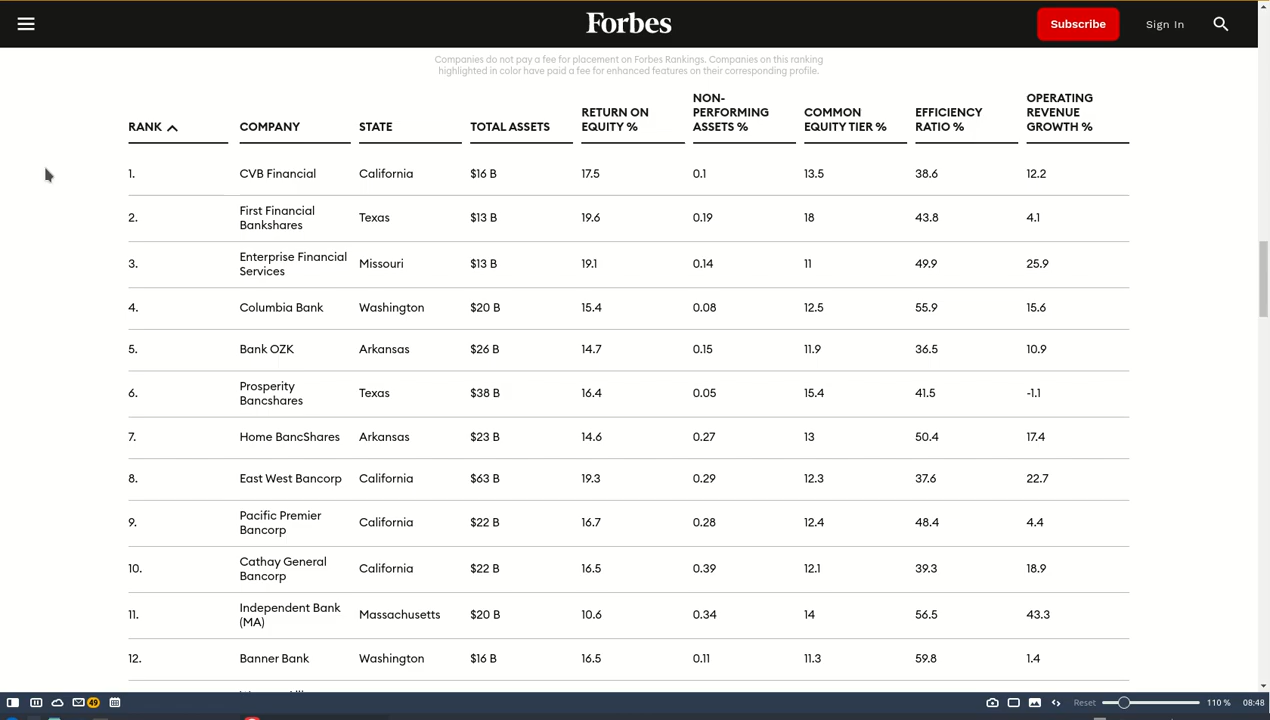 Forbes
Subscribe
Sign In
Companies do not pay a fee for placement on Forbes Rankings. Companies on this ranking
highlighted in color have paid a fee for enhanced features on their corresponding profile.
RANK COMPANY STATE TOTAL ASSETS RETURN ON EQUITY % NON-PERFORMING ASSETS % COMMON EQUITY TIER % EFFICIENCY RATIO % OPERATING REVENUE GROWTH %
1. CVB Financial California $16 B 17.5 0.1 13.5 38.6 12.2
2. First Financial Bankshares Texas $13 B 19.6 0.19 18 43.8 4.1
3. Enterprise Financial Services Missouri $13 B 19.1 0.14 11 49.9 25.9
4. Columbia Bank Washington $20 B 15.4 0.08 12.5 55.9 15.6
5. Bank OZK Arkansas $26 B 14.7 0.15 11.9 36.5 10.9
6. Prosperity Bancshares Texas $38 B 16.4 0.05 15.4 41.5 -1.1
7. Home BancShares Arkansas $23 B 14.6 0.27 13 50.4 17.4
8. East West Bancorp California $63 B 19.3 0.29 12.3 37.6 22.7
9. Pacific Premier Bancorp California $22 B 16.7 0.28 12.4 48.4 4.4
10. Cathay General Bancorp California $22 B 16.5 0.39 12.1 39.3 18.9
11. Independent Bank (MA) Massachusetts $20 B 10.6 0.34 14 56.5 43.3
12. Banner Bank Washington $16 B 16.5 0.11 11.3 59.8 1.4
49 Reset 110 % 08:48